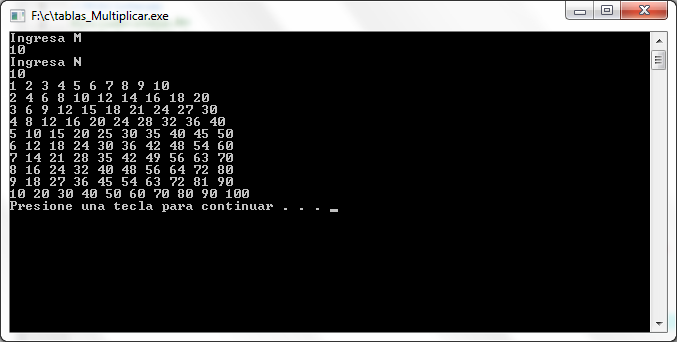 F:\c\tablas_Multiplicar.exe
Ingresa M
10
Ingresa N
10
1 2 3 4 5 6 7 8 9 10
2 4 6 8 10 12 14 16 18 20
3 6 9 12 15 18 21 24 27 30
4 8 12 16 20 24 28 32 36 40
5 10 15 20 25 30 35 40 45 50
6 12 18 24 30 36 42 48 54 60
7 14 21 28 35 42 49 56 63 70
8 16 24 32 40 48 56 64 72 80
9 18 27 36 45 54 63 72 81 90
10 20 30 40 50 60 70 80 90 100
Presione una tecla para continuar . . . _